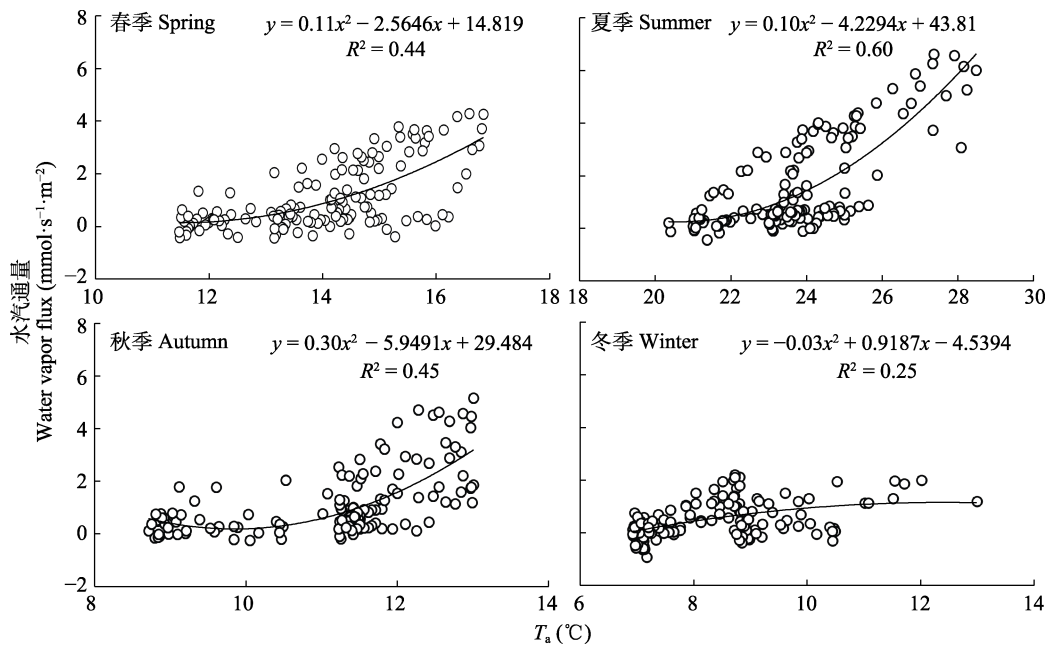 水汽通量
Water vapor flux (mmol·s⁻¹·m⁻²)
春季 Spring
y = 0.11x² − 2.5646x + 14.819
R² = 0.44
8
6
4
2
0
−2
10 12 14 16 18
夏季 Summer
y = 0.10x² − 4.2294x + 43.81
R² = 0.60
18 20 22 24 26 28 30
秋季 Autumn
y = 0.30x² − 5.9491x + 29.484
R² = 0.45
8
6
4
2
0
−2
8 10 12 14
冬季 Winter
y = −0.03x² + 0.9187x − 4.5394
R² = 0.25
6 8 10 12 14
Tₐ (℃)